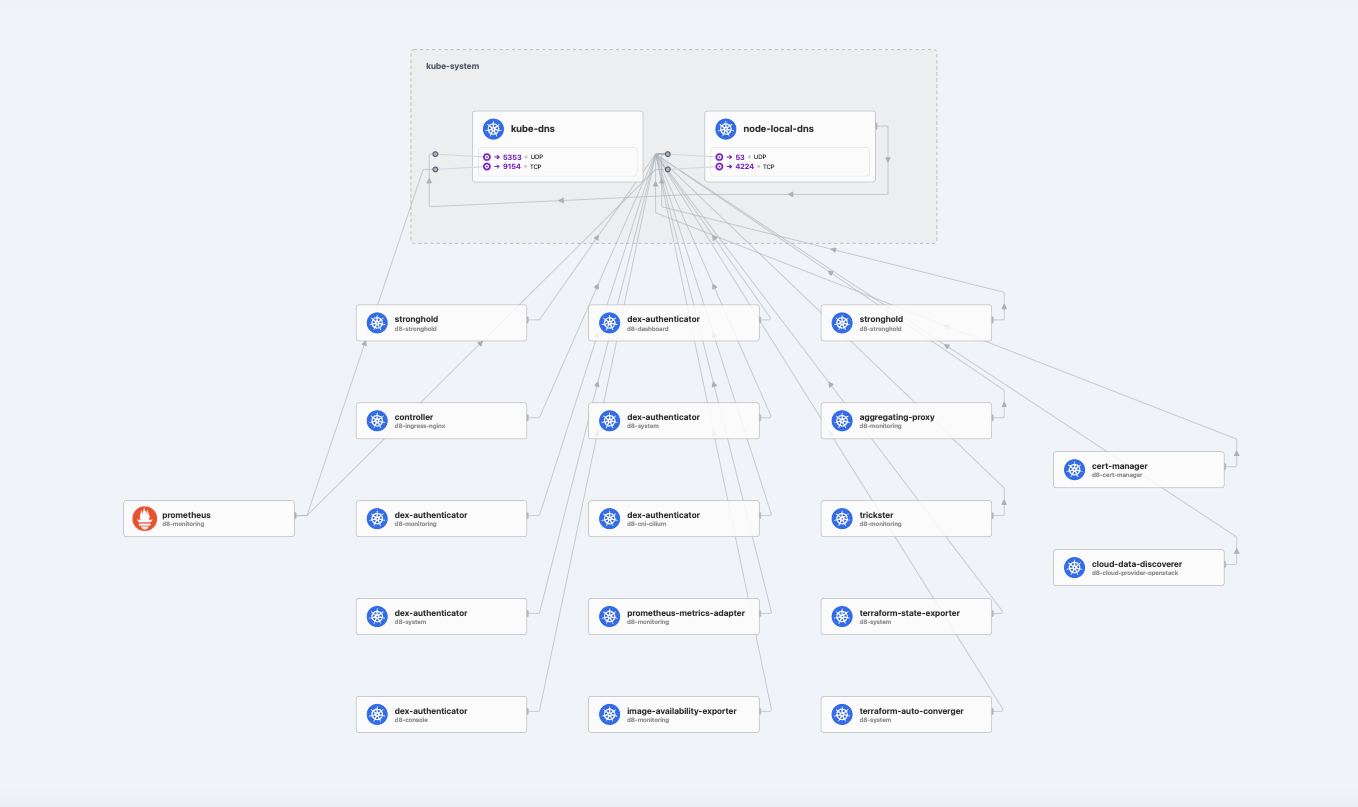 kube-system
kube-dns
→ 5353 • UDP
→ 9154 • TCP
node-local-dns
→ 53 • UDP
→ 4224 • TCP
stronghold
d8-stronghold
dex-authenticator
d8-dashboard
stronghold
d8-stronghold
controller
d8-ingress-nginx
dex-authenticator
d8-system
aggregating-proxy
d8-monitoring
cert-manager
d8-cert-manager
prometheus
d8-monitoring
dex-authenticator
d8-monitoring
dex-authenticator
d8-cni-cilium
trickster
d8-monitoring
cloud-data-discoverer
d8-cloud-provider-openstack
dex-authenticator
d8-system
prometheus-metrics-adapter
d8-monitoring
terraform-state-exporter
d8-system
dex-authenticator
d8-console
image-availability-exporter
d8-monitoring
terraform-auto-converger
d8-system